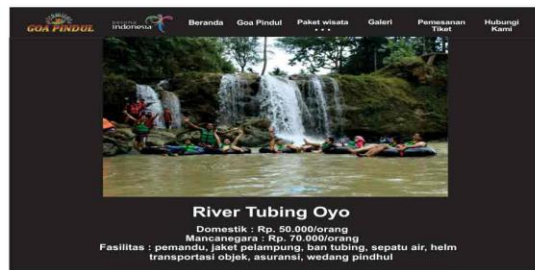 GOA PINDUL
pesona
indonesia
Beranda
Goa Pindul
Paket wisata
...
Galeri
Pemesanan
Tiket
Hubungi
Kami
River Tubing Oyo
Domestik : Rp. 50.000/orang
Mancanegara : Rp. 70.000/orang
Fasilitas : pemandu, jaket pelampung, ban tubing, sepatu air, helm
transportasi objek, asuransi, wedang pindhul